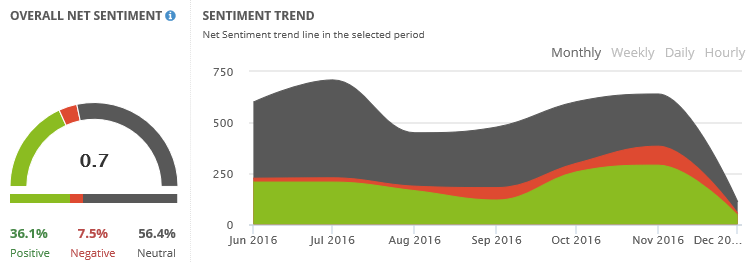 OVERALL NET SENTIMENT i
0.7
36.1% 7.5% 56.4%
Positive Negative Neutral
SENTIMENT TREND
Net Sentiment trend line in the selected period
Monthly Weekly Daily Hourly
750
500
250
0
Jun 2016 Jul 2016 Aug 2016 Sep 2016 Oct 2016 Nov 2016 Dec 20...